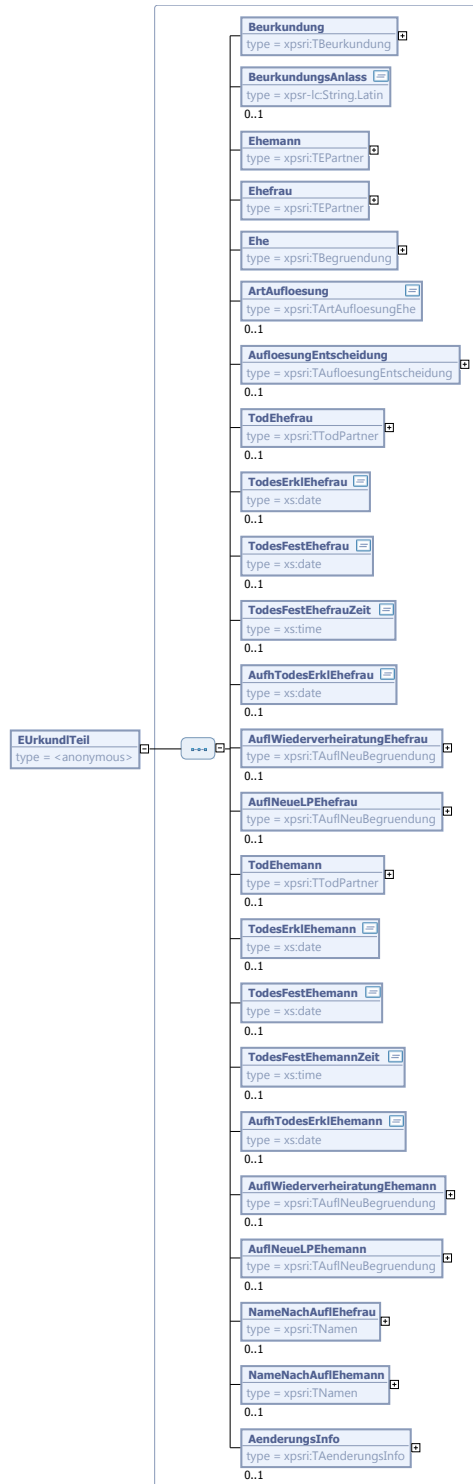 Beurkundung
type = xpsri:TBeurkundung
BeurkundungsAnlass
type = xpsr-lc:String.Latin
0..1
Ehemann
type = xpsri:TEPartner
Ehefrau
type = xpsri:TEPartner
Ehe
type = xpsri:TBegruendung
ArtAufloesung
type = xpsri:TArtAufloesungEhe
0..1
AufloesungEntscheidung
type = xpsri:TAufloesungEntscheidung
0..1
TodEhefrau
type = xpsri:TTodPartner
0..1
TodesErklEhefrau
type = xs:date
0..1
TodesFestEhefrau
type = xs:date
0..1
TodesFestEhefrauZeit
type = xs:time
0..1
AufhTodesErklEhefrau
type = xs:date
0..1
EUrkundlTeil
type = <anonymous>
AuflWiederverheiratungEhefrau
type = xpsri:TAuflNeuBegruendung
0..1
AuflNeueLPEhefrau
type = xpsri:TAuflNeuBegruendung
0..1
TodEhemann
type = xpsri:TTodPartner
0..1
TodesErklEhemann
type = xs:date
0..1
TodesFestEhemann
type = xs:date
0..1
TodesFestEhemannZeit
type = xs:time
0..1
AufhTodesErklEhemann
type = xs:date
0..1
AuflWiederverheiratungEhemann
type = xpsri:TAuflNeuBegruendung
0..1
AuflNeueLPEhemann
type = xpsri:TAuflNeuBegruendung
0..1
NameNachAuflEhefrau
type = xpsri:TNamen
0..1
NameNachAuflEhemann
type = xpsri:TNamen
0..1
AenderungsInfo
type = xpsri:TAenderungsInfo
0..1